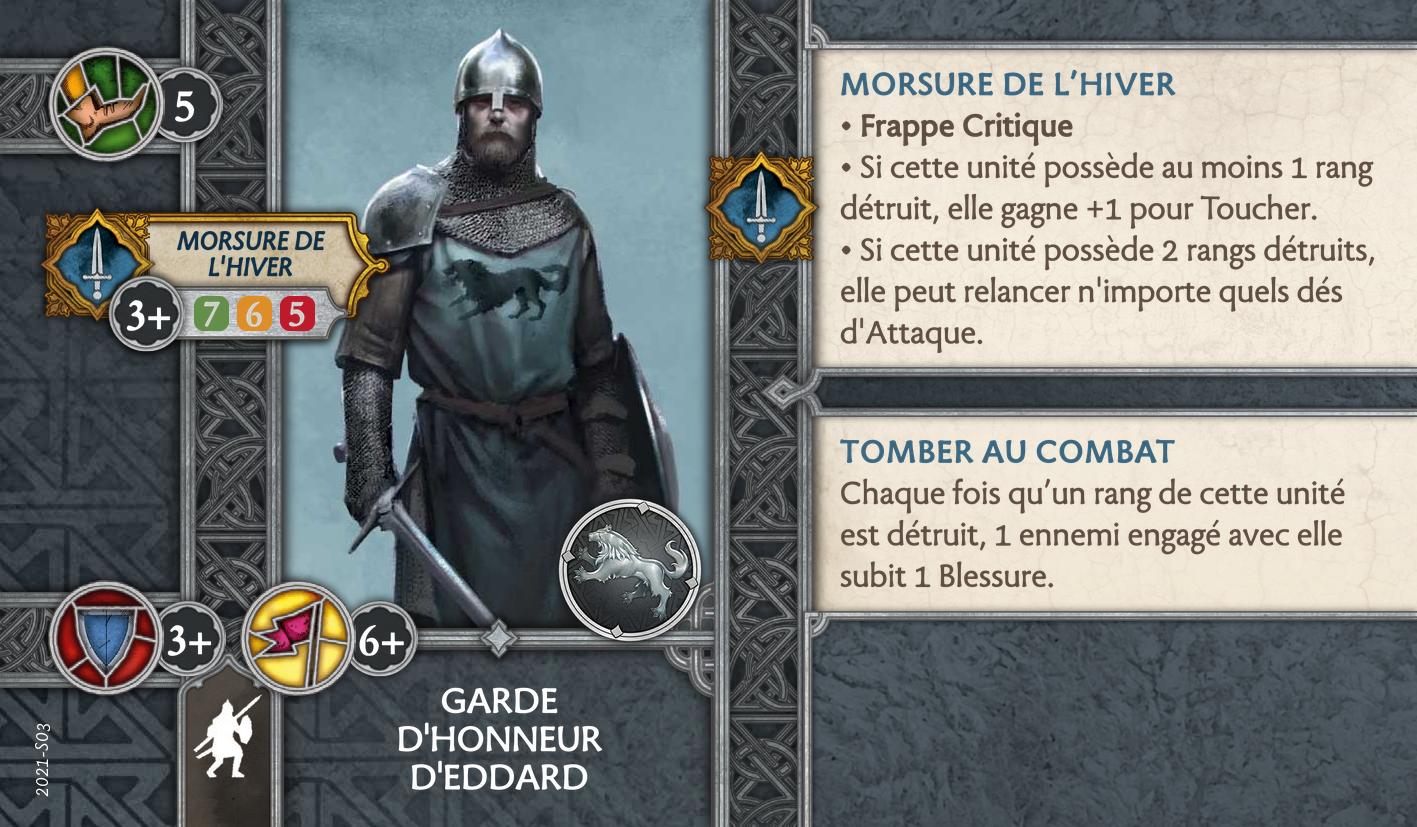 5
MORSURE DE
L'HIVER
3+
7 6 5
3+
6+
GARDE
D'HONNEUR
D'EDDARD
2021-S03
MORSURE DE L’HIVER
• Frappe Critique
• Si cette unité possède au moins 1 rang
détruit, elle gagne +1 pour Toucher.
• Si cette unité possède 2 rangs détruits,
elle peut relancer n'importe quels dés
d'Attaque.
TOMBER AU COMBAT
Chaque fois qu’un rang de cette unité
est détruit, 1 ennemi engagé avec elle
subit 1 Blessure.